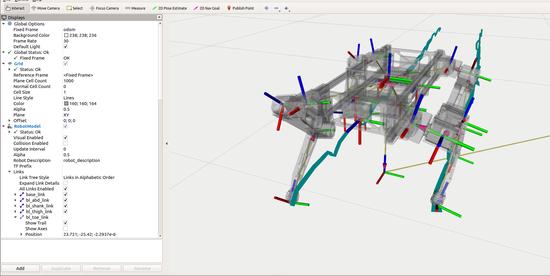 Interact Move Camera Select Focus Camera Measure 2D Pose Estimate 2D Nav Goal Publish Point
Displays
Global Options
Fixed Frame odom
Background Color 238; 238; 238
Frame Rate 30
Default Light
Global Status: Ok
Fixed Frame OK
Grid
Status: Ok
Reference Frame <Fixed Frame>
Plane Cell Count 1000
Normal Cell Count 0
Cell Size 1
Line Style Lines
Color 160; 160; 164
Alpha 0.5
Plane XY
Offset 0; 0; 0
RobotModel
Status: Ok
Visual Enabled
Collision Enabled
Update Interval 0
Alpha 0.5
Robot Description robot_description
TF Prefix
Links
Link Tree Style Links in Alphabetic Order
Expand Link Details
All Links Enabled
base_link
bl_abd_link
bl_shank_link
bl_thigh_link
bl_toe_link
Show Trail
Show Axes
Position 23.721; -25.42; -2.2937e-6
Add Duplicate Remove Rename